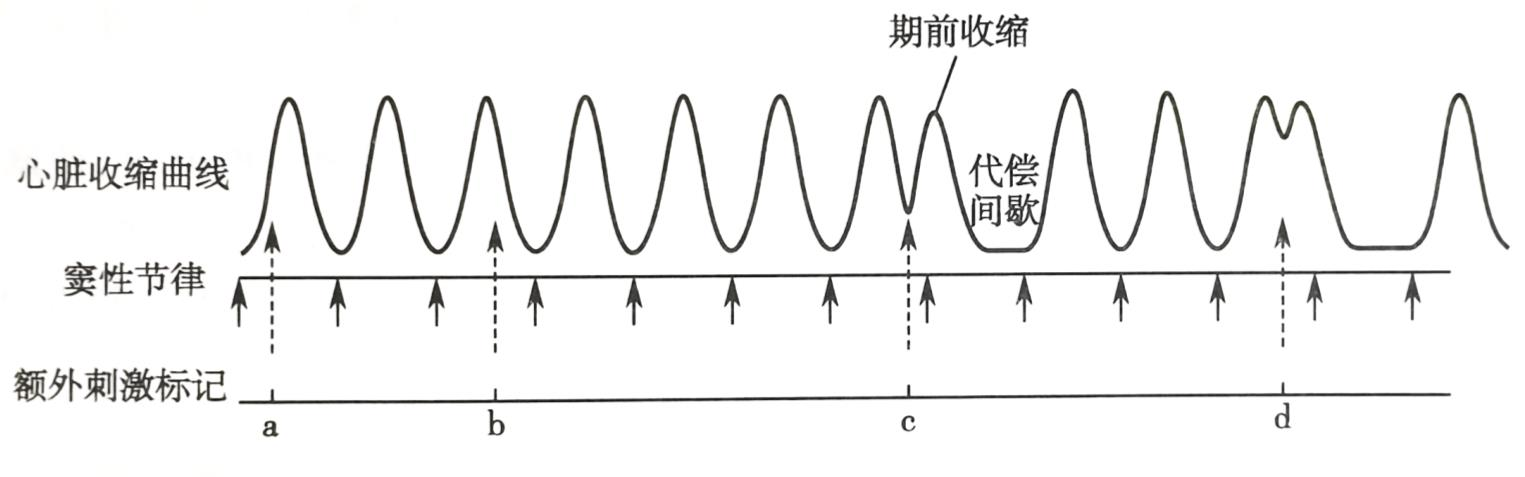 期前收缩
心脏收缩曲线
代偿
间歇
窦性节律
额外刺激标记
a b c d